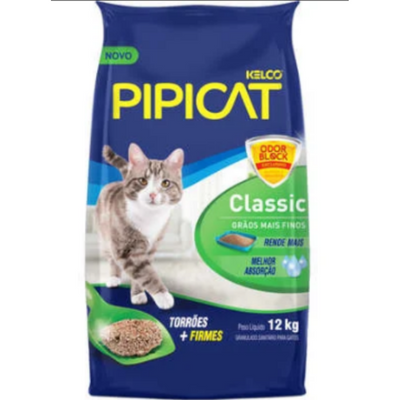 NOVO
KELCO
PIPICAT
ODOR
BLOCK
Classic
GRÃOS MAIS FINOS
RENDE MAIS
MELHOR
ABSORÇÃO
TORRÕES
+ FIRMES
Peso Líquido 12 kg
GRANULADO SANITÁRIO PARA GATOS